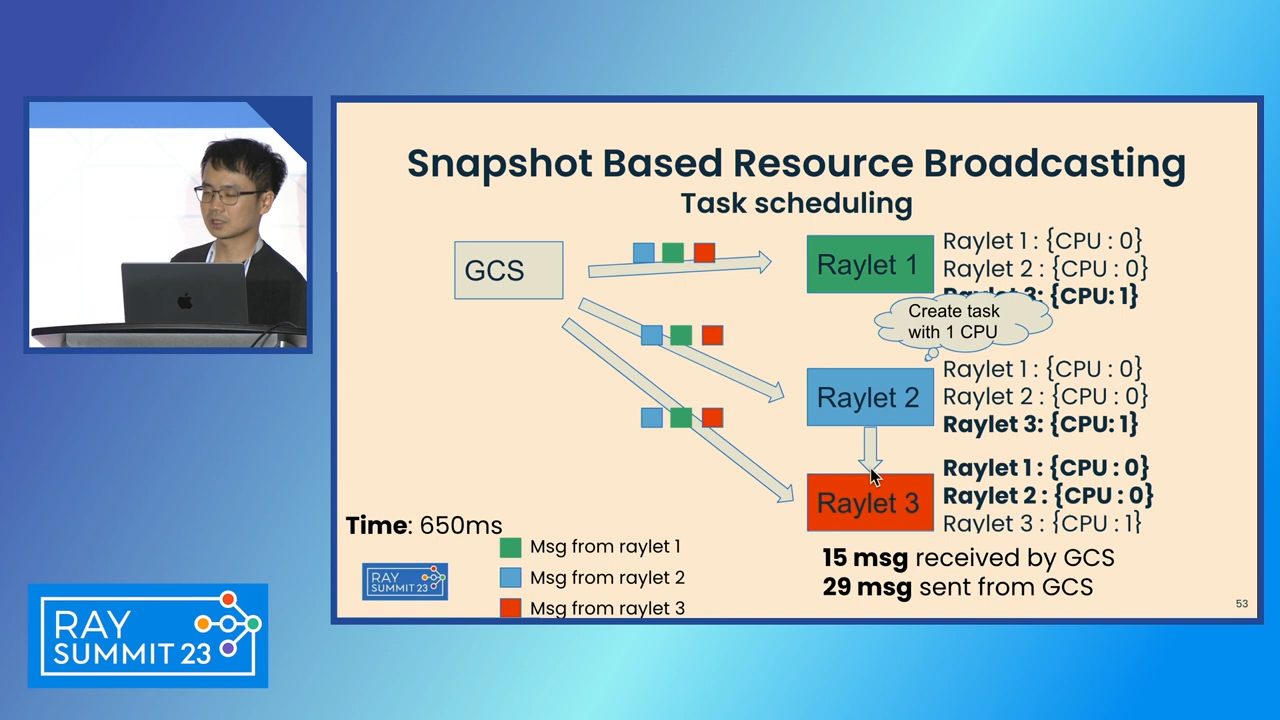 Snapshot Based Resource Broadcasting
Task scheduling
GCS
Raylet 1
Raylet 1 : {CPU : 0}
Raylet 2 : {CPU : 0}
Raylet 3: {CPU: 1}
Create task
with 1 CPU
Raylet 2
Raylet 1 : {CPU : 0}
Raylet 2 : {CPU : 0}
Raylet 3: {CPU: 1}
Raylet 3
Raylet 1 : {CPU : 0}
Raylet 2 : {CPU : 0}
Raylet 3 : {CPU : 1}
Time: 650ms
Msg from raylet 1
Msg from raylet 2
Msg from raylet 3
15 msg received by GCS
29 msg sent from GCS
RAY
SUMMIT 23
53
RAY
SUMMIT 23